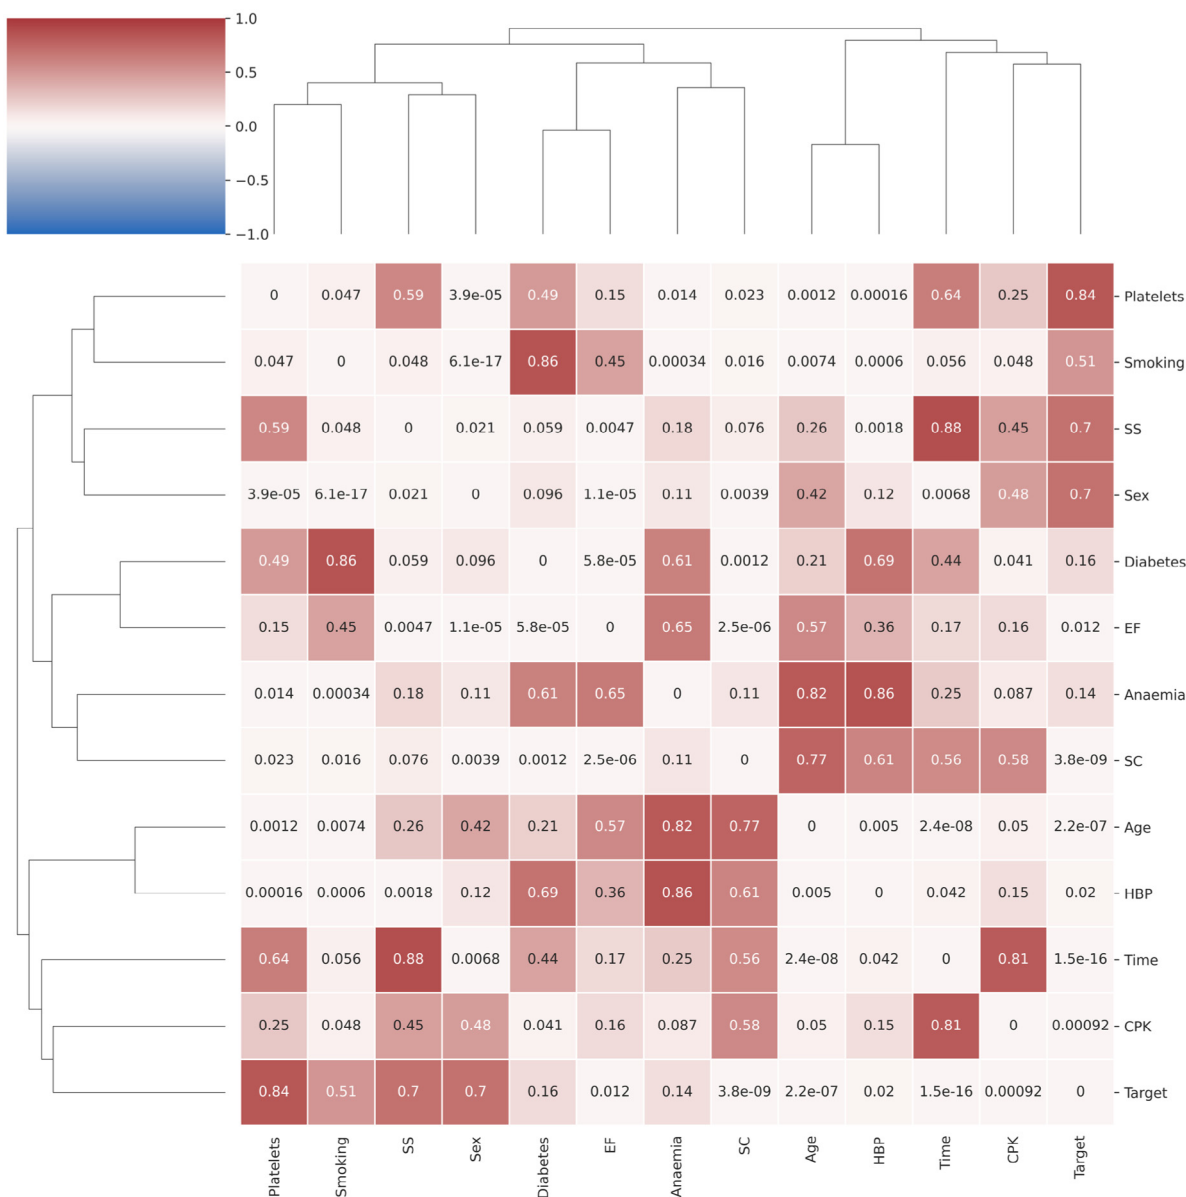 1.0
0.5
0.0
−0.5
−1.0
0 0.047 0.59 3.9e-05 0.49 0.15 0.014 0.023 0.0012 0.00016 0.64 0.25 0.84 Platelets
0.047 0 0.048 6.1e-17 0.86 0.45 0.00034 0.016 0.0074 0.0006 0.056 0.048 0.51 Smoking
0.59 0.048 0 0.021 0.059 0.0047 0.18 0.076 0.26 0.0018 0.88 0.45 0.7 SS
3.9e-05 6.1e-17 0.021 0 0.096 1.1e-05 0.11 0.0039 0.42 0.12 0.0068 0.48 0.7 Sex
0.49 0.86 0.059 0.096 0 5.8e-05 0.61 0.0012 0.21 0.69 0.44 0.041 0.16 Diabetes
0.15 0.45 0.0047 1.1e-05 5.8e-05 0 0.65 2.5e-06 0.57 0.36 0.17 0.16 0.012 EF
0.014 0.00034 0.18 0.11 0.61 0.65 0 0.11 0.82 0.86 0.25 0.087 0.14 Anaemia
0.023 0.016 0.076 0.0039 0.0012 2.5e-06 0.11 0 0.77 0.61 0.56 0.58 3.8e-09 SC
0.0012 0.0074 0.26 0.42 0.21 0.57 0.82 0.77 0 0.005 2.4e-08 0.05 2.2e-07 Age
0.00016 0.0006 0.0018 0.12 0.69 0.36 0.86 0.61 0.005 0 0.042 0.15 0.02 HBP
0.64 0.056 0.88 0.0068 0.44 0.17 0.25 0.56 2.4e-08 0.042 0 0.81 1.5e-16 Time
0.25 0.048 0.45 0.48 0.041 0.16 0.087 0.58 0.05 0.15 0.81 0 0.00092 CPK
0.84 0.51 0.7 0.7 0.16 0.012 0.14 3.8e-09 2.2e-07 0.02 1.5e-16 0.00092 0 Target
Platelets Smoking SS Sex Diabetes EF Anaemia SC Age HBP Time CPK Target